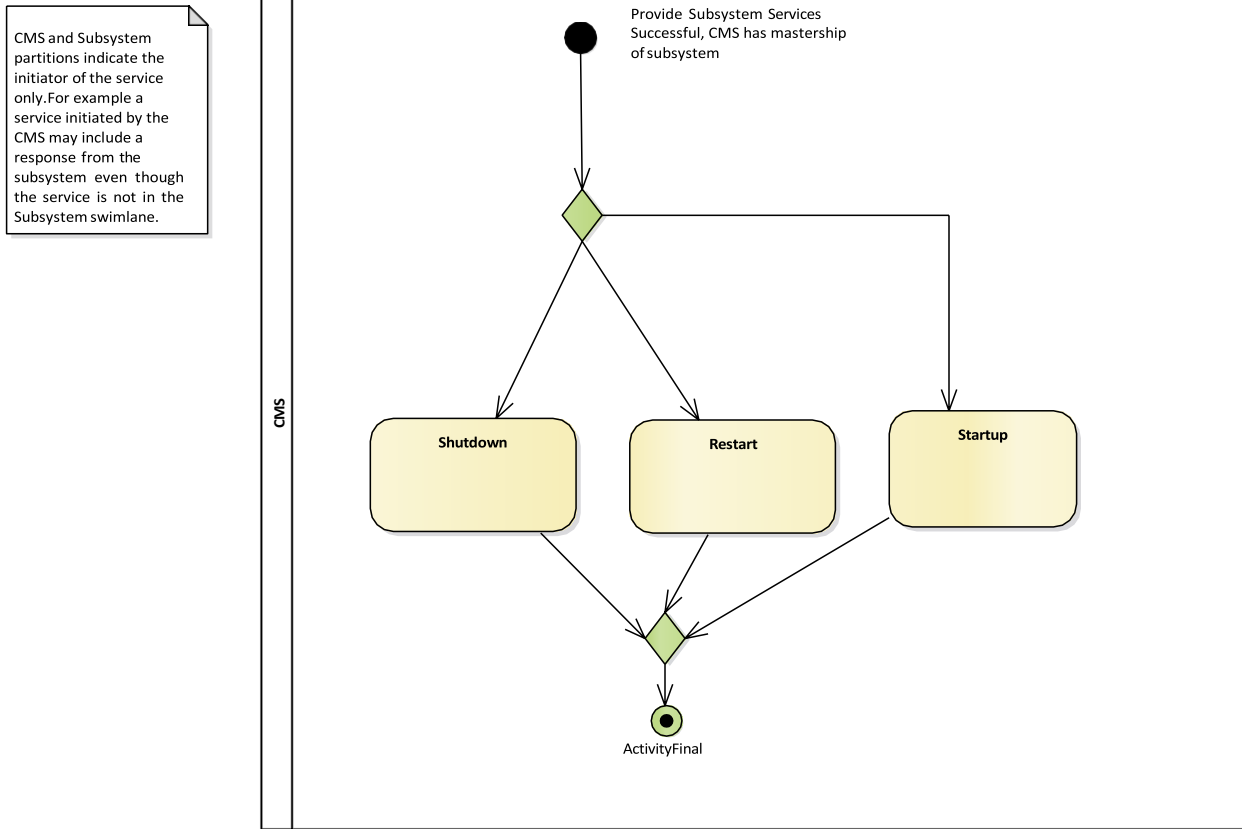 CMS and Subsystem
partitions indicate the
initiator of the service
only.For example a
service initiated by the
CMS may include a
response from the
subsystem even though
the service is not in the
Subsystem swimlane.
Provide Subsystem Services
Successful, CMS has mastership
of subsystem
CMS
Shutdown
Restart
Startup
ActivityFinal